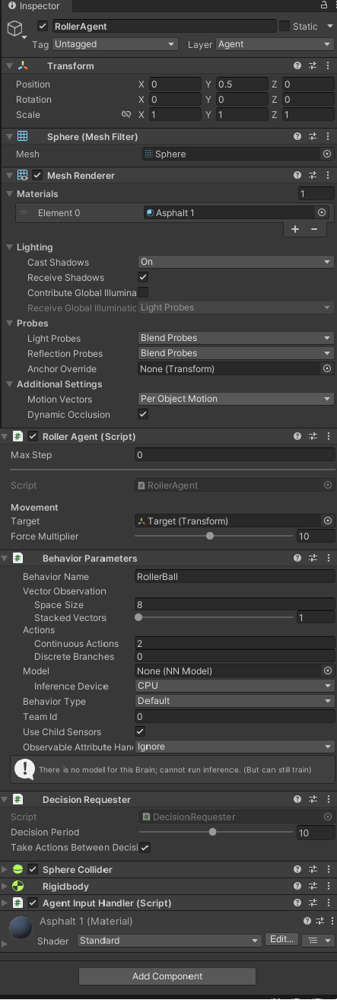 Inspector
RollerAgent Static
Tag Untagged Layer Agent
Transform
Position X 0 Y 0.5 Z 0
Rotation X 0 Y 0 Z 0
Scale X 1 Y 1 Z 1
Sphere (Mesh Filter)
Mesh Sphere
Mesh Renderer
Materials 1
Element 0 Asphalt 1
+ −
Lighting
Cast Shadows On
Receive Shadows
Contribute Global Illumina
Receive Global Illuminatic Light Probes
Probes
Light Probes Blend Probes
Reflection Probes Blend Probes
Anchor Override None (Transform)
Additional Settings
Motion Vectors Per Object Motion
Dynamic Occlusion
# Roller Agent (Script)
Max Step 0
Script RollerAgent
Movement
Target Target (Transform)
Force Multiplier 10
# Behavior Parameters
Behavior Name RollerBall
Vector Observation
Space Size 8
Stacked Vectors 1
Actions
Continuous Actions 2
Discrete Branches 0
Model None (NN Model)
Inference Device CPU
Behavior Type Default
Team Id 0
Use Child Sensors
Observable Attribute Han Ignore
There is no model for this Brain; cannot run inference. (But can still train)
# Decision Requester
Script DecisionRequester
Decision Period 10
Take Actions Between Decisi
Sphere Collider
Rigidbody
# Agent Input Handler (Script)
Asphalt 1 (Material)
Shader Standard Edit...
Add Component